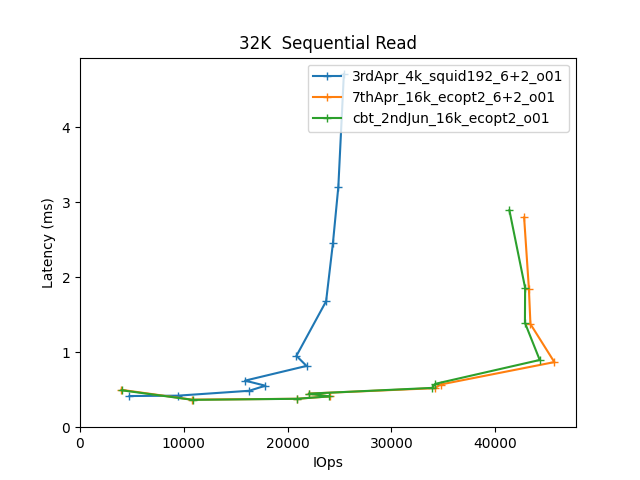 32K  Sequential Read
3rdApr_4k_squid192_6+2_o01
7thApr_16k_ecopt2_6+2_o01
cbt_2ndJun_16k_ecopt2_o01
Latency (ms)
4
3
2
1
0
0 10000 20000 30000 40000
IOps